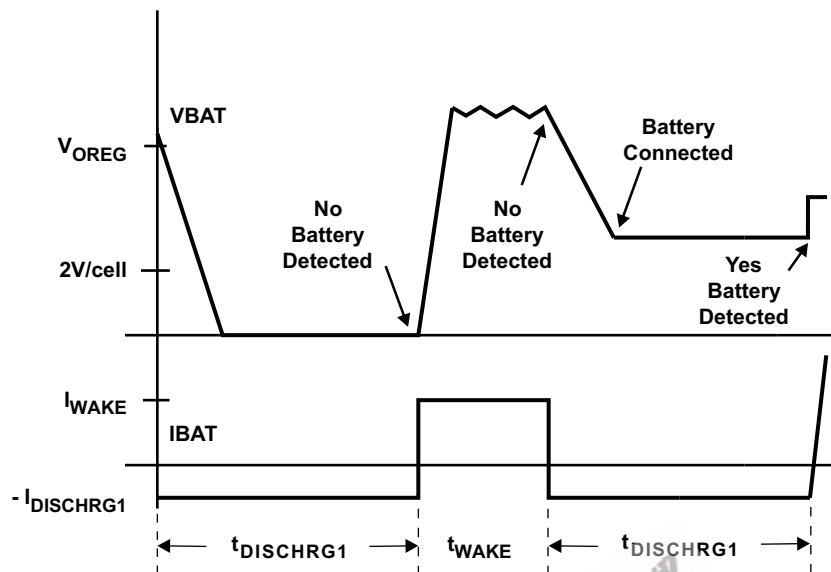 VBAT
VOREG
2V/cell
No
Battery
Detected
No
Battery
Detected
Battery
Connected
Yes
Battery
Detected
IWAKE
IBAT
- IDISCHRG1
tDISCHRG1
tWAKE
tDISCHRG1